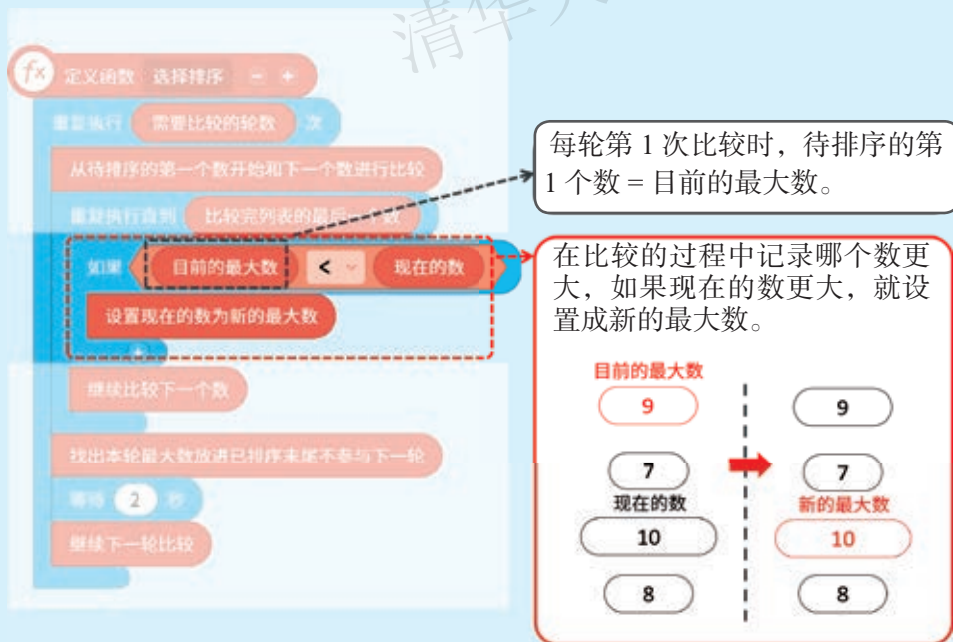 清华大
fx 定义函数 选择排序 - +
重复执行 需要比较的轮数 次
从待排序的第一个数开始和下一个数进行比较
重复执行直到 比较完列表的最后一个数
如果 目前的最大数 < 现在的数
设置现在的数为新的最大数
+
继续比较下一个数
找出本轮最大数放进已排序末尾不参与下一轮
等待 2 秒
继续下一轮比较
每轮第 1 次比较时，待排序的第
1 个数 = 目前的最大数。
在比较的过程中记录哪个数更
大，如果现在的数更大，就设
置成新的最大数。
目前的最大数
9
7
现在的数
10
8
9
7
新的最大数
10
8